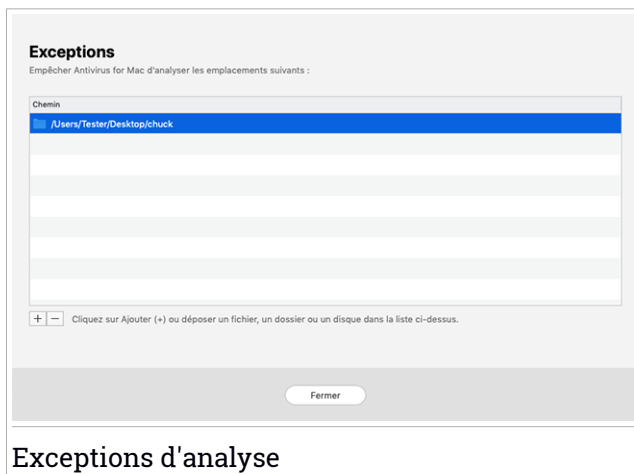 Exceptions
Empêcher Antivirus for Mac d'analyser les emplacements suivants :
Chemin
/Users/Tester/Desktop/chuck
+ − Cliquez sur Ajouter (+) ou déposer un fichier, un dossier ou un disque dans la liste ci-dessus.
Fermer
Exceptions d'analyse